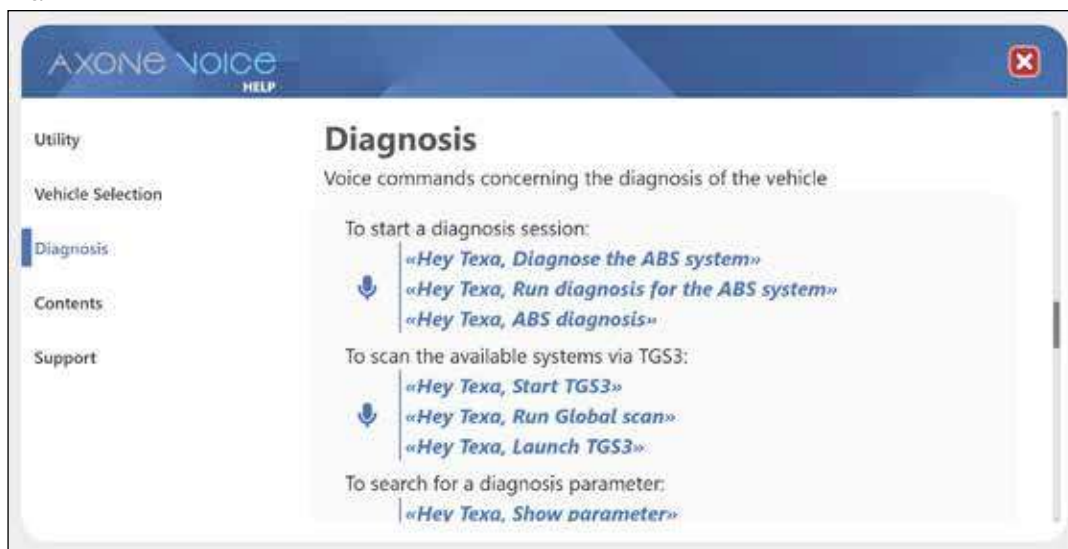 AXONE VOICE
HELP
Utility
Vehicle Selection
Diagnosis
Contents
Support
Diagnosis
Voice commands concerning the diagnosis of the vehicle
To start a diagnosis session:
«Hey Texa, Diagnose the ABS system»
«Hey Texa, Run diagnosis for the ABS system»
«Hey Texa, ABS diagnosis»
To scan the available systems via TGS3:
«Hey Texa, Start TGS3»
«Hey Texa, Run Global scan»
«Hey Texa, Launch TGS3»
To search for a diagnosis parameter:
«Hey Texa, Show parameter»